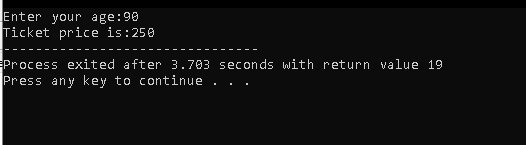 Enter your age:90
Ticket price is:250
--------------------------------
Process exited after 3.703 seconds with return value 19
Press any key to continue . . .